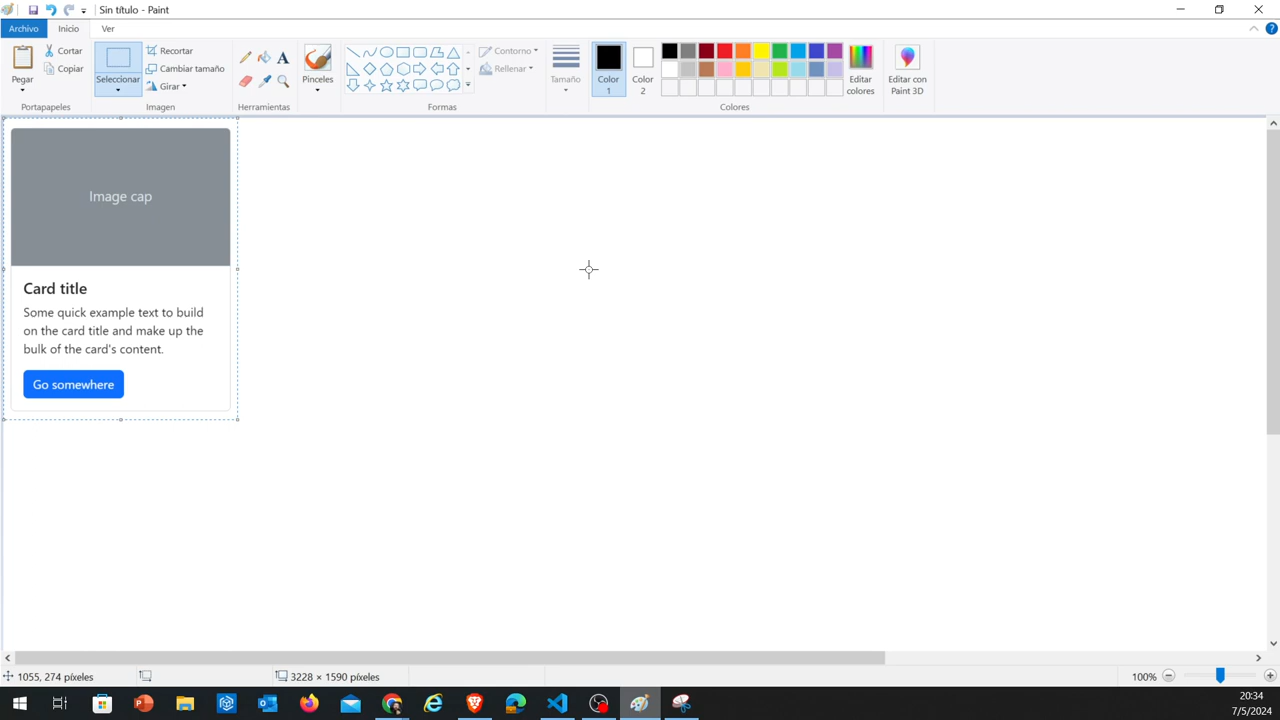 Sin título - Paint
Archivo
Inicio
Ver
Pegar
Cortar
Copiar
Portapapeles
Seleccionar
Recortar
Cambiar tamaño
Girar
Imagen
A
Herramientas
Pinceles
Formas
Contorno
Rellenar
Tamaño
Color
1
Color
2
Colores
Editar
colores
Editar con
Paint 3D
Image cap
Card title
Some quick example text to build
on the card title and make up the
bulk of the card's content.
Go somewhere
1055, 274 píxeles
3228 × 1590 píxeles
100%
20:34
7/5/2024